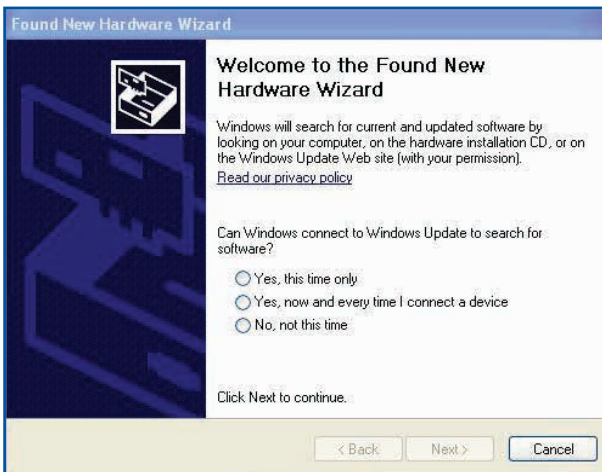 Found New Hardware Wizard
Welcome to the Found New
Hardware Wizard
Windows will search for current and updated software by
looking on your computer, on the hardware installation CD, or on
the Windows Update Web site (with your permission).
Read our privacy policy
Can Windows connect to Windows Update to search for
software?
Yes, this time only
Yes, now and every time I connect a device
No, not this time
Click Next to continue.
< Back Next > Cancel